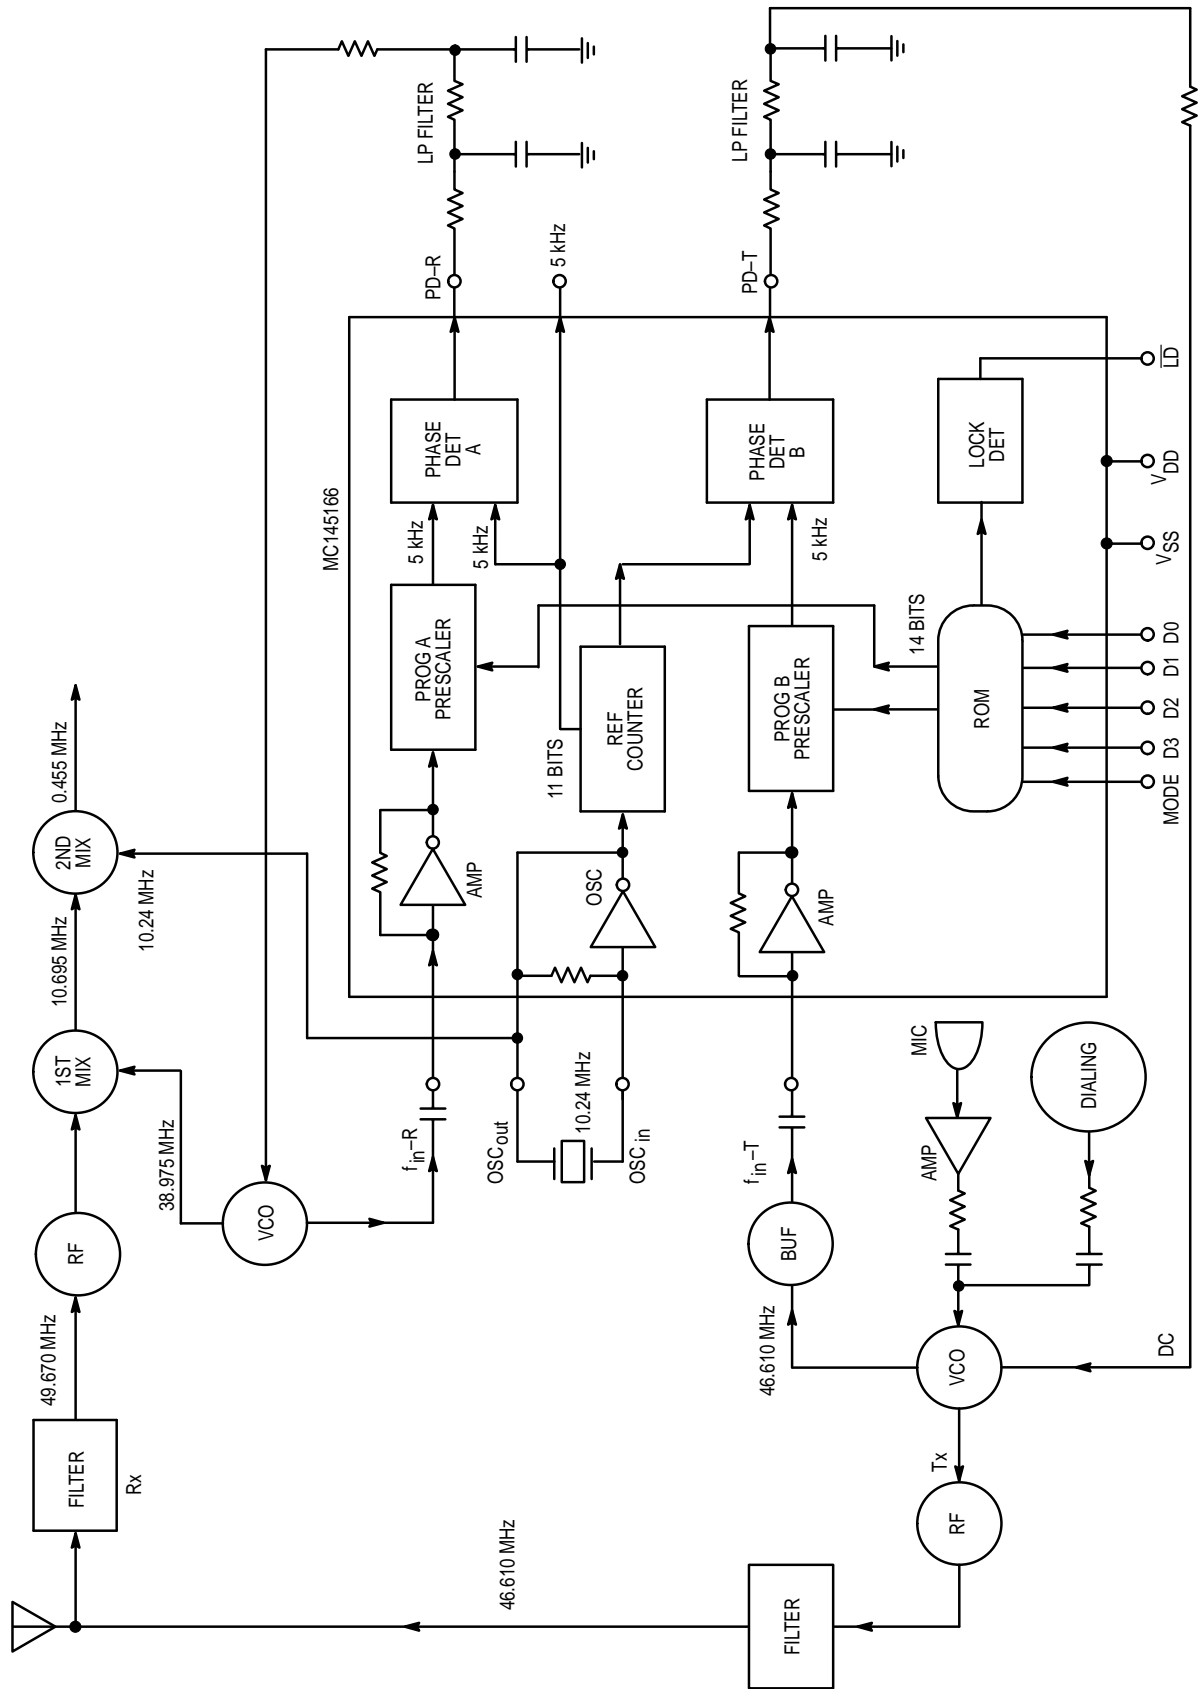 FILTER
Rx
49.670 MHz
RF
1ST
MIX
10.695 MHz
2ND
MIX
0.455 MHz
38.975 MHz
10.24 MHz
VCO
LP FILTER
MC145166
PD–R
f in –R
AMP
PROG A
PRESCALER
5 kHz
5 kHz
PHASE
DET
A
5 kHz
OSC out
10.24 MHz
OSC in
OSC
11 BITS
REF
COUNTER
f in –T
AMP
PROG B
PRESCALER
5 kHz
PHASE
DET
B
PD–T
LP FILTER
46.610 MHz
BUF
14 BITS
ROM
LOCK
DET
MODE
D3
D2
D1
D0
VSS
VDD
LD
MIC
AMP
DIALING
46.610 MHz
FILTER
RF
Tx
VCO
DC